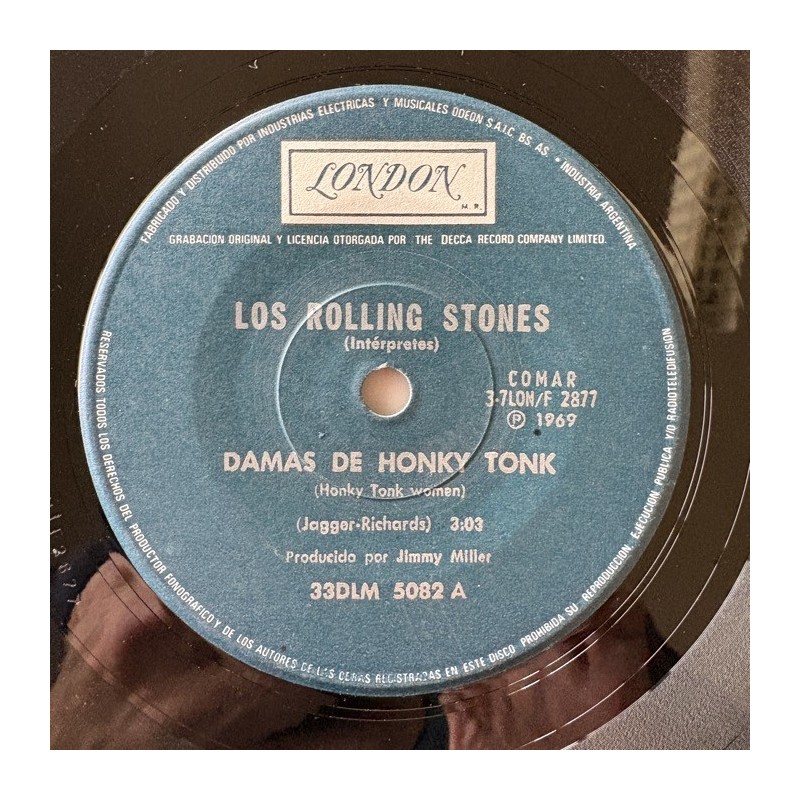 FABRICADO Y DISTRIBUIDO POR INDUSTRIAS ELECTRICAS Y MUSICALES ODEON S.A.I.C. BS. AS. • INDUSTRIA ARGENTINA
LONDON
M. R.
GRABACION ORIGINAL Y LICENCIA OTORGADA POR THE DECCA RECORD COMPANY LIMITED.
LOS ROLLING STONES
(Intérpretes)
COMAR
3-7LON/F 2877
Ⓟ 1969
DAMAS DE HONKY TONK
(Honky Tonk women)
(Jagger-Richards) 3:03
Producido por Jimmy Miller
33DLM 5082 A
RESERVADOS TODOS LOS DERECHOS DEL PRODUCTOR FONOGRAFICO Y DE LOS AUTORES DE LAS OBRAS REGISTRADAS EN ESTE DISCO PROHIBIDA SU REPRODUCCION, EJECUCION, PUBLICA Y/O RADIOTELEDIFUSION